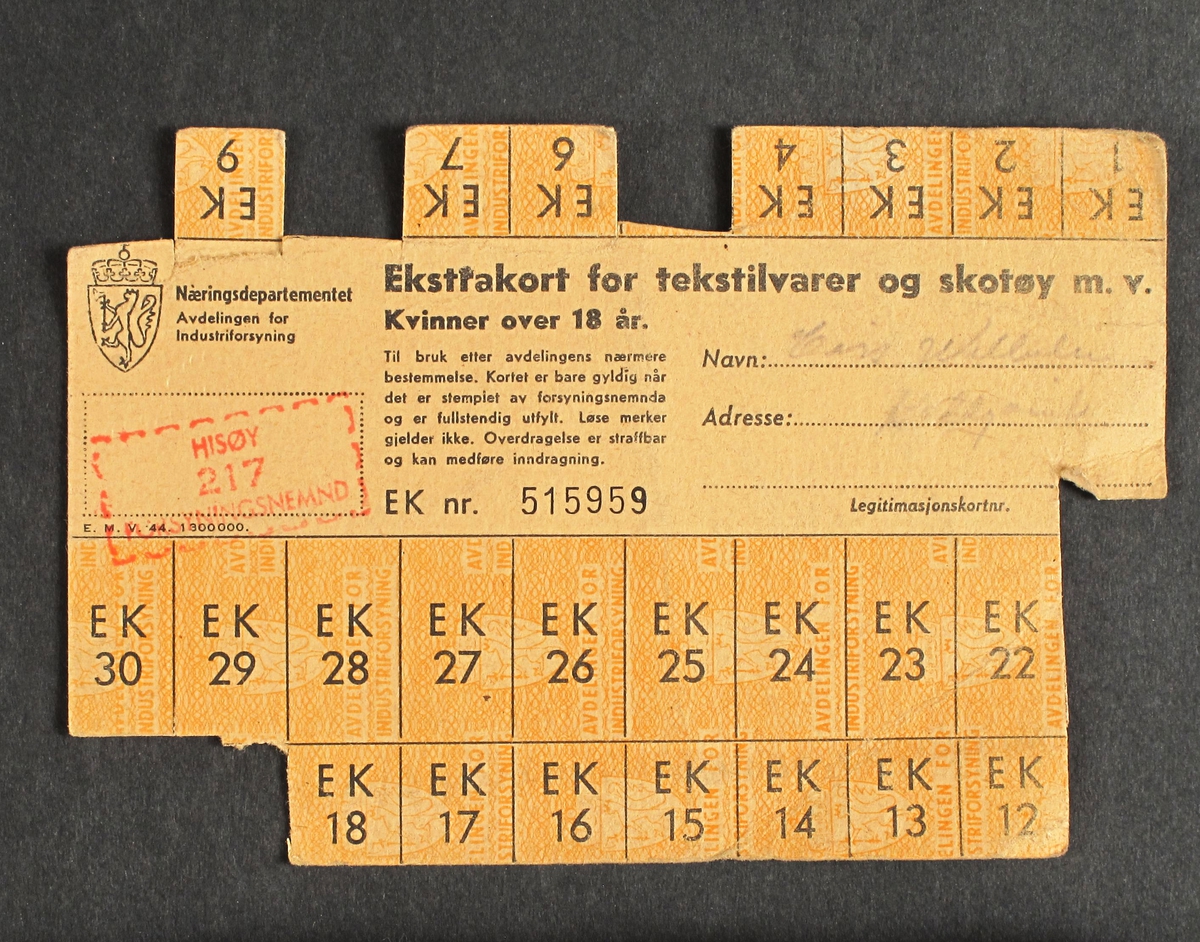 9 7 6 4 3 2 1
EK EK EK EK EK EK EK
Næringsdepartementet
Avdelingen for
Industriforsyning
Ekstrakort for tekstilvarer og skotøy m. v.
Kvinner over 18 år.
Til bruk etter avdelingens nærmere
bestemmelse. Kortet er bare gyldig når
det er stemplet av forsyningsnemnda
og er fullstendig utfylt. Løse merker
gjelder ikke. Overdragelse er straffbar
og kan medføre inndragning.
EK nr. 515959
Navn:
Adresse:
Legitimasjonskortnr.
HISØY
217
FORSYNINGSNEMND
E. M. V. 44. 1300000.
EK EK EK EK EK EK EK EK EK
30 29 28 27 26 25 24 23 22
EK EK EK EK EK EK EK
18 17 16 15 14 13 12